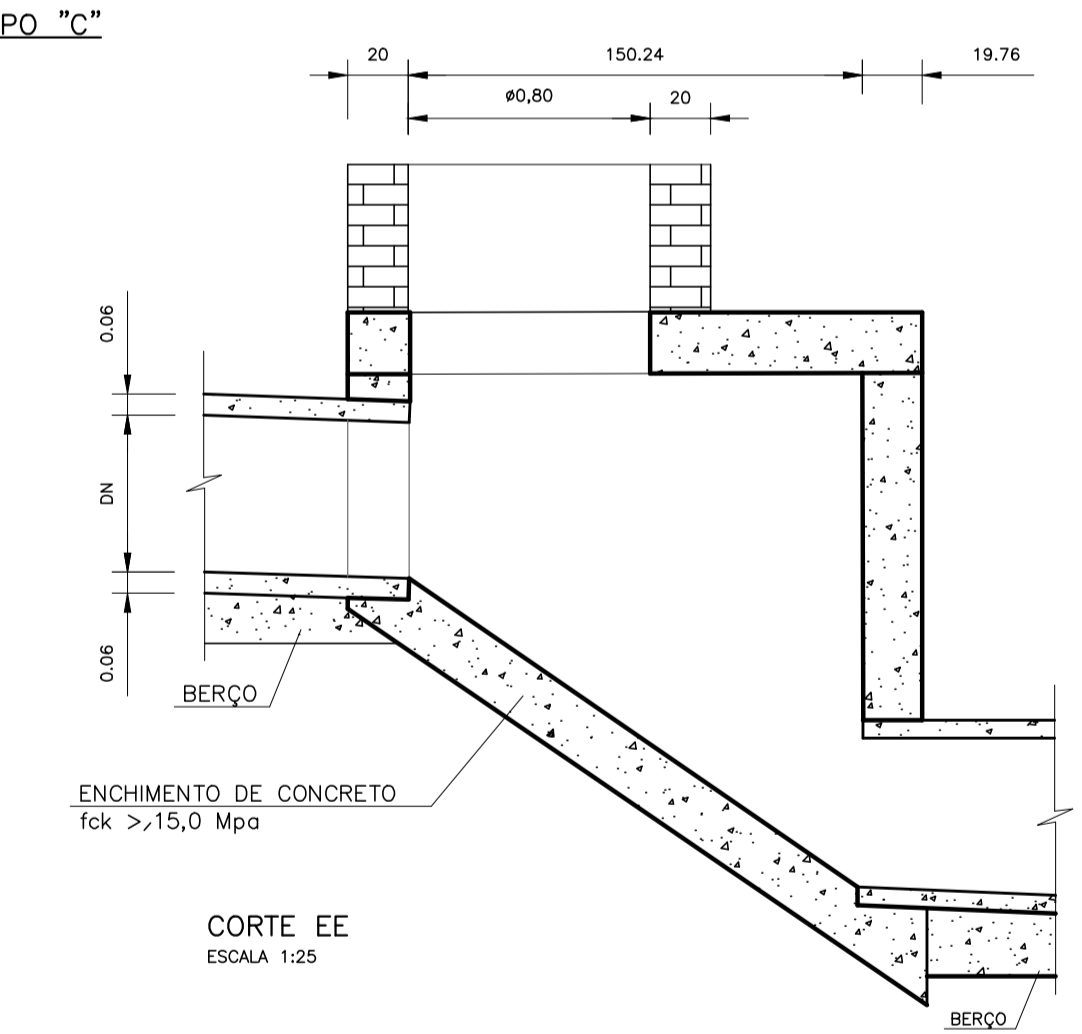 PO "C"
20
150.24
19.76
ø0,80
20
0.06
DN
0.06
BERÇO
ENCHIMENTO DE CONCRETO
fck >,15,0 Mpa
CORTE EE
ESCALA 1:25
BERÇO